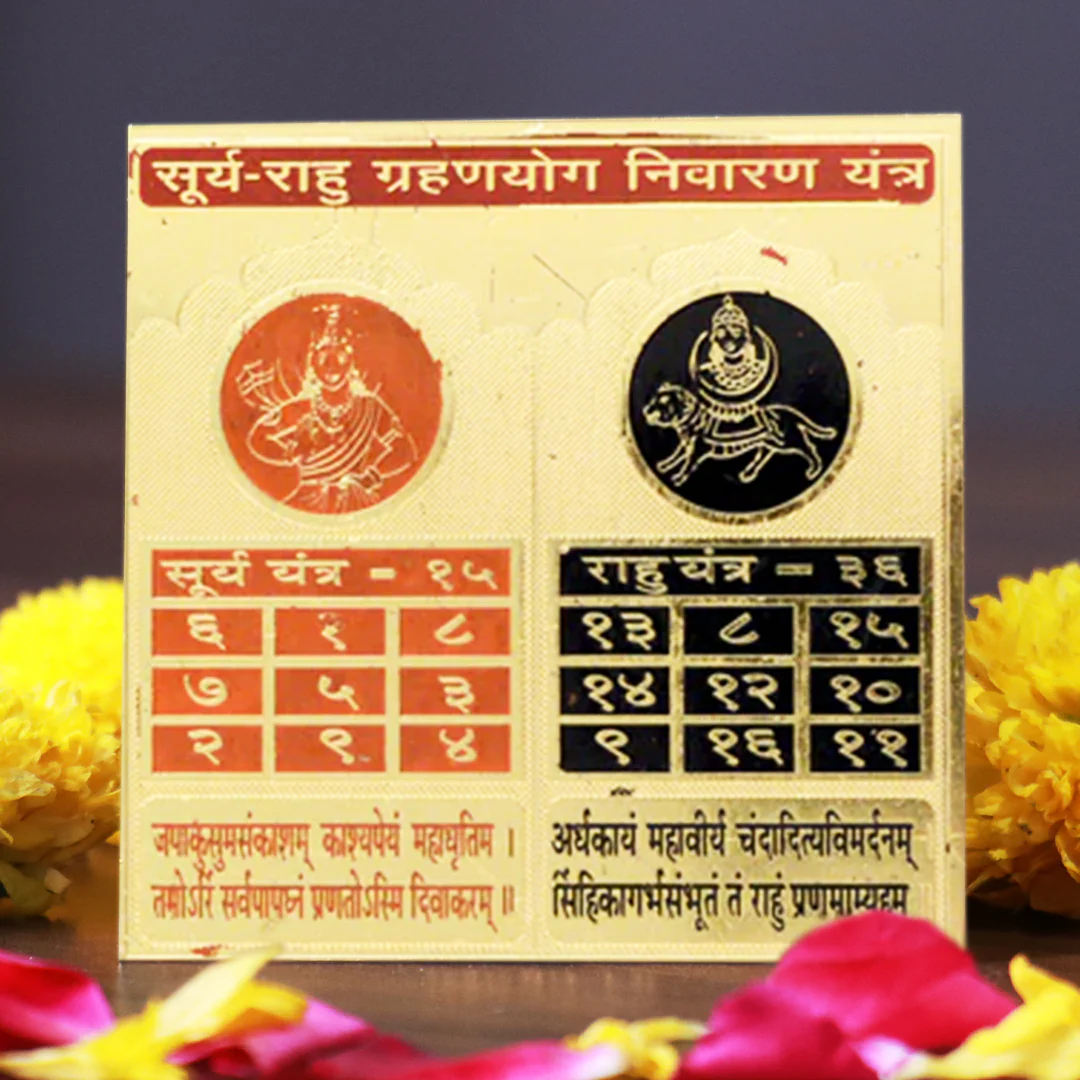 सूर्य-राहु ग्रहणयोग निवारण यंत्र
सूर्य यंत्र - १५
६ १ ८
७ ५ ३
२ ९ ४
जपाकुंसुमसंकाशम् काश्यपेयं महाधृतिम ।
तमोऽरिं सर्वपापघ्नं प्रणतोऽस्मि दिवाकरम् ॥
राहु यंत्र - ३६
१३ ८ १५
१४ १२ १०
९ १६ ११
अर्धकायं महावीर्य चंदादित्यविमर्दनम्
सिंहिकागर्भसंभूतं तं राहुं प्रणमाम्यहम